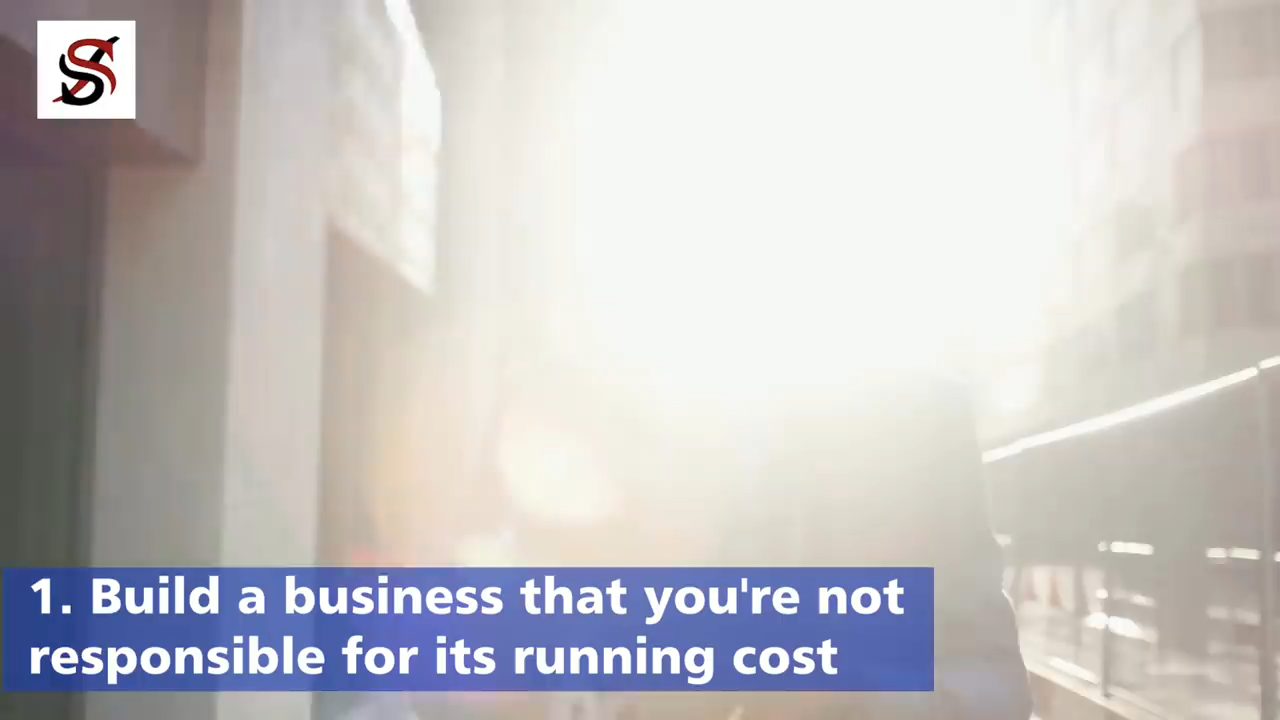 1. Build a business that you're not
responsible for its running cost